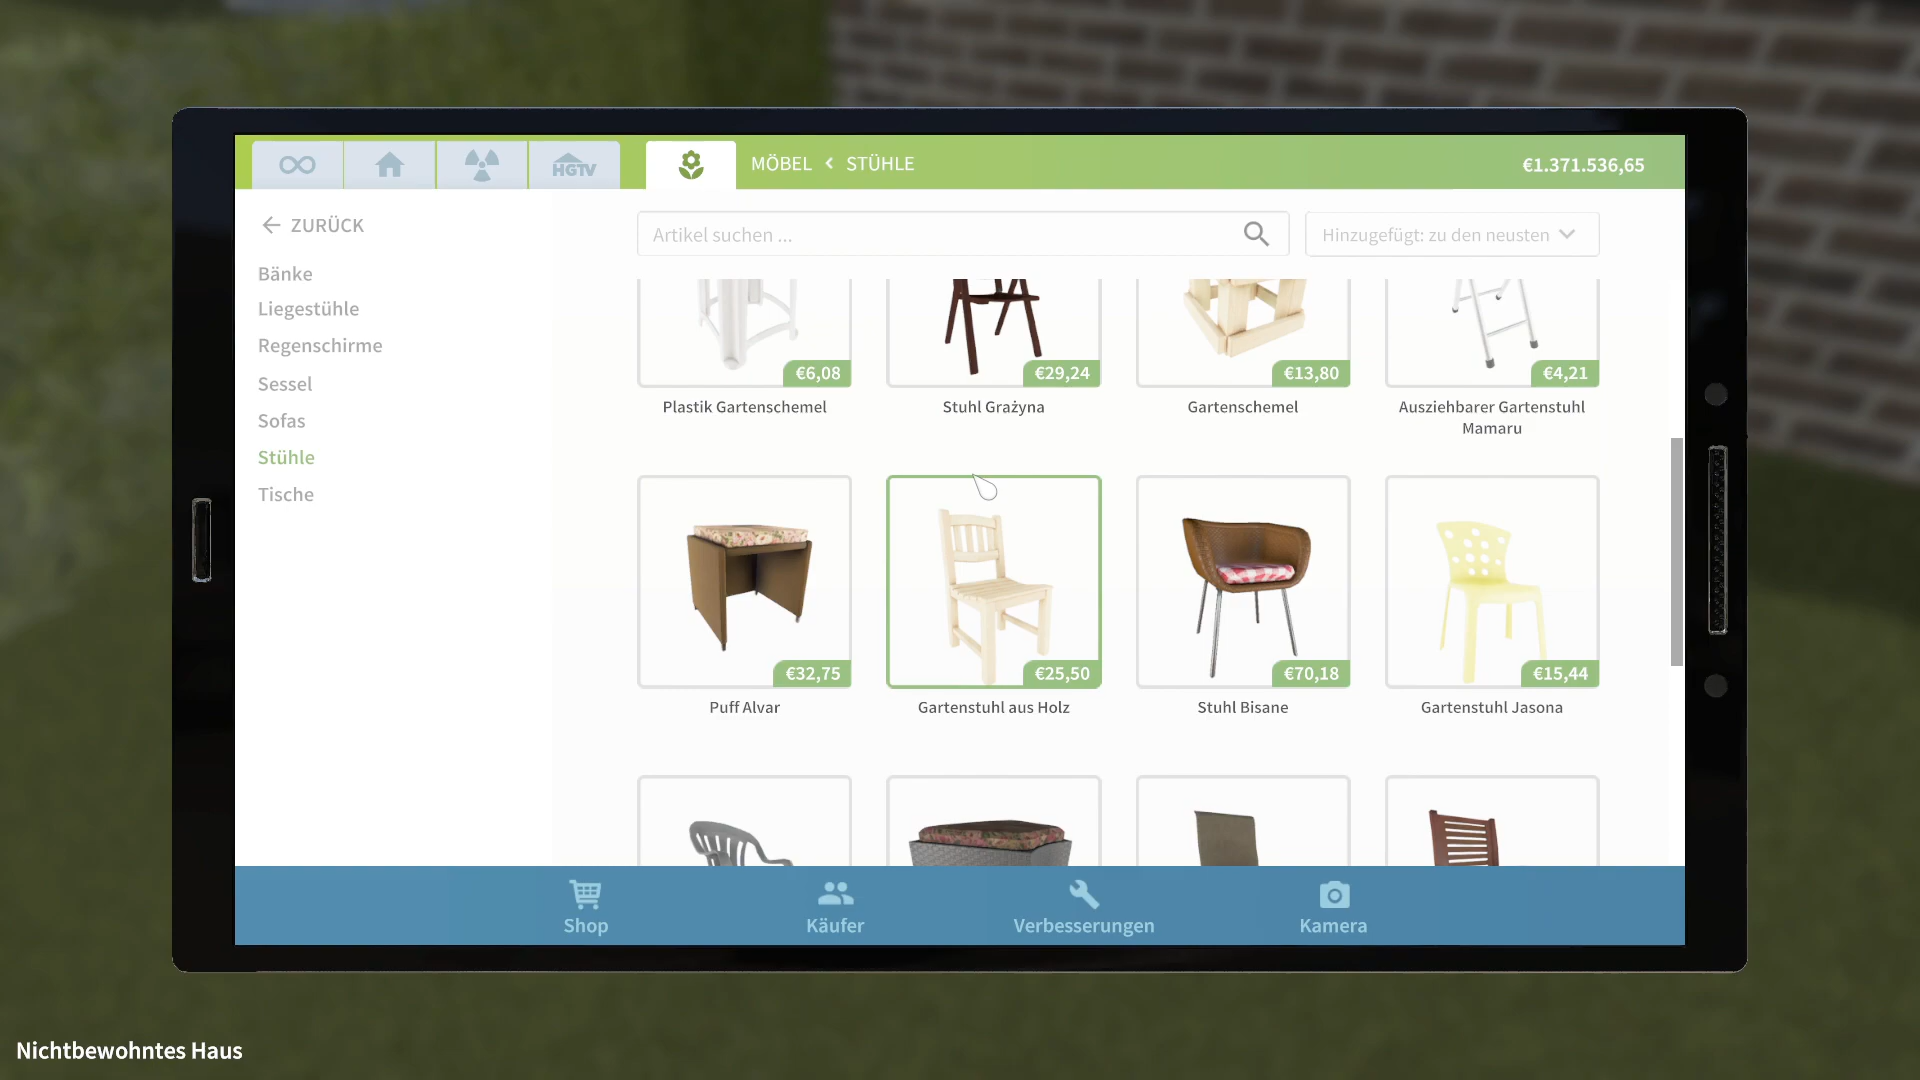 HGTV
MÖBEL < STÜHLE
€1.371.536,65
ZURÜCK
Bänke
Liegestühle
Regenschirme
Sessel
Sofas
Stühle
Tische
Artikel suchen ...
Hinzugefügt: zu den neusten
€6,08
€29,24
€13,80
€4,21
Plastik Gartenschemel
Stuhl Grażyna
Gartenschemel
Ausziehbarer Gartenstuhl
Mamaru
€32,75
€25,50
€70,18
€15,44
Puff Alvar
Gartenstuhl aus Holz
Stuhl Bisane
Gartenstuhl Jasona
Shop
Käufer
Verbesserungen
Kamera
Nichtbewohntes Haus